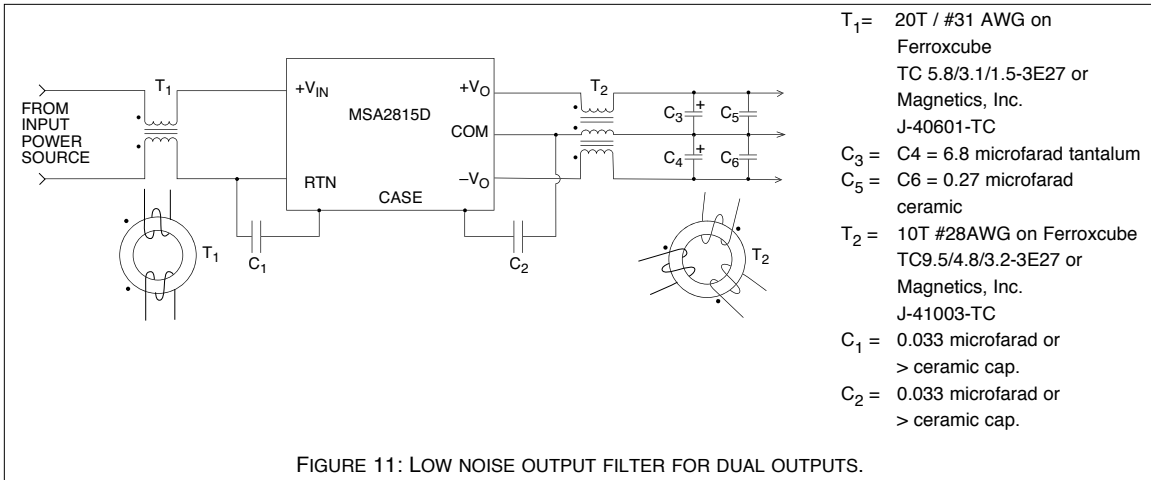 T1
FROM
INPUT
POWER
SOURCE
+VIN
MSA2815D
+VO
COM
RTN
CASE
–VO
T2
C3
+
C5
C4
+
C6
C1
C2
T1
T2
T1= 20T / #31 AWG on
Ferroxcube
TC 5.8/3.1/1.5-3E27 or
Magnetics, Inc.
J-40601-TC
C3 = C4 = 6.8 microfarad tantalum
C5 = C6 = 0.27 microfarad
ceramic
T2 = 10T #28AWG on Ferroxcube
TC9.5/4.8/3.2-3E27 or
Magnetics, Inc.
J-41003-TC
C1 = 0.033 microfarad or
> ceramic cap.
C2 = 0.033 microfarad or
> ceramic cap.
FIGURE 11: LOW NOISE OUTPUT FILTER FOR DUAL OUTPUTS.